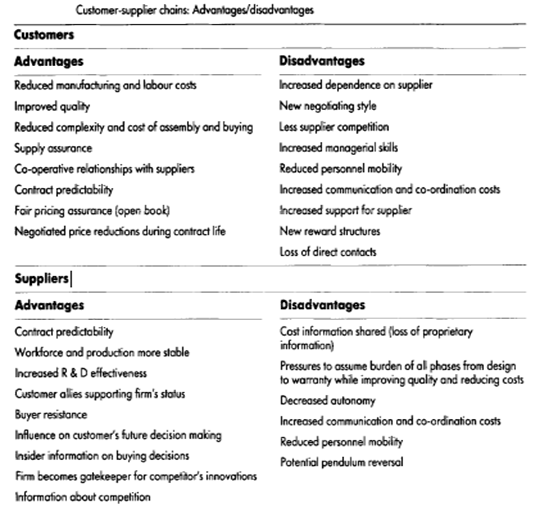 Customer-supplier chains: Advantages/disadvantages
Customers
Advantages
Reduced manufacturing and labour costs
Improved quality
Reduced complexity and cost of assembly and buying
Supply assurance
Co-operative relationships with suppliers
Contract predictability
Fair pricing assurance (open book)
Negotiated price reductions during contract life
Disadvantages
Increased dependence on supplier
New negotiating style
Less supplier competition
Increased managerial skills
Reduced personnel mobility
Increased communication and co-ordination costs
Increased support for supplier
New reward structures
Loss of direct contacts
Suppliers
Advantages
Contract predictability
Workforce and production more stable
Increased R & D effectiveness
Customer allies supporting firm's status
Buyer resistance
Influence on customer's future decision making
Insider information on buying decisions
Firm becomes gatekeeper for competitor's innovations
Information about competition
Disadvantages
Cost information shared (loss of proprietary
information)
Pressures to assume burden of all phases from design
to warranty while improving quality and reducing costs
Decreased autonomy
Increased communication and co-ordination costs
Reduced personnel mobility
Potential pendulum reversal